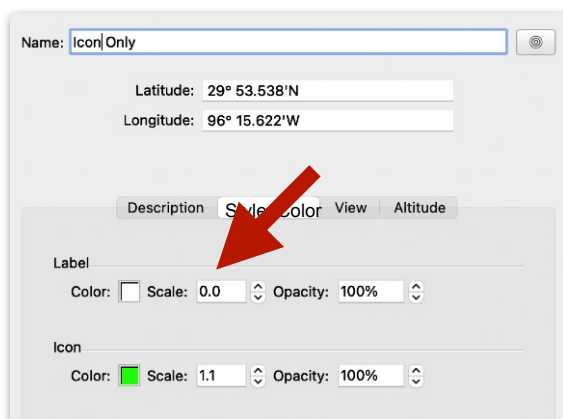 Name: Icon Only
Latitude: 29° 53.538'N
Longitude: 96° 15.622'W
Description Style, Color View Altitude
Label
Color: Scale: 0.0 Opacity: 100%
Icon
Color: Scale: 1.1 Opacity: 100%